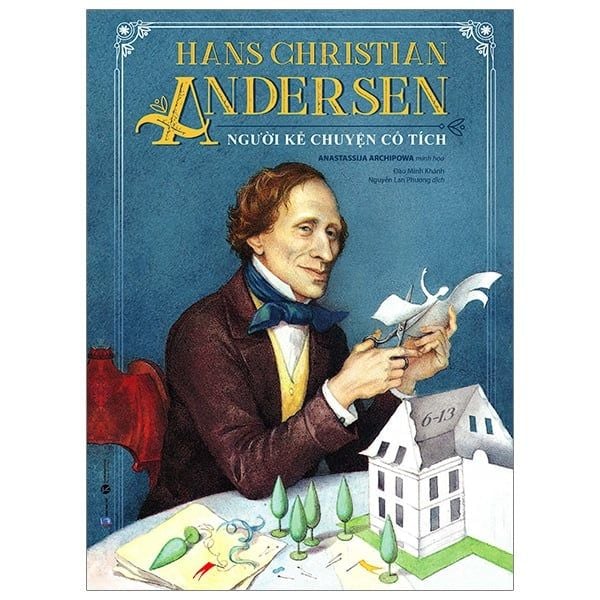 HANS CHRISTIAN
ANDERSEN
NGƯỜI KỂ CHUYỆN CỔ TÍCH
ANASTASSIJA ARCHIPOWA minh họa
Đào Minh Khánh
Nguyễn Lan Phương dịch
6-13